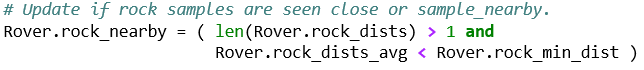 # Update if rock samples are seen close or sample_nearby.
Rover.rock_nearby = ( len(Rover.rock_dists) > 1 and
Rover.rock_dists_avg < Rover.rock_min_dist )